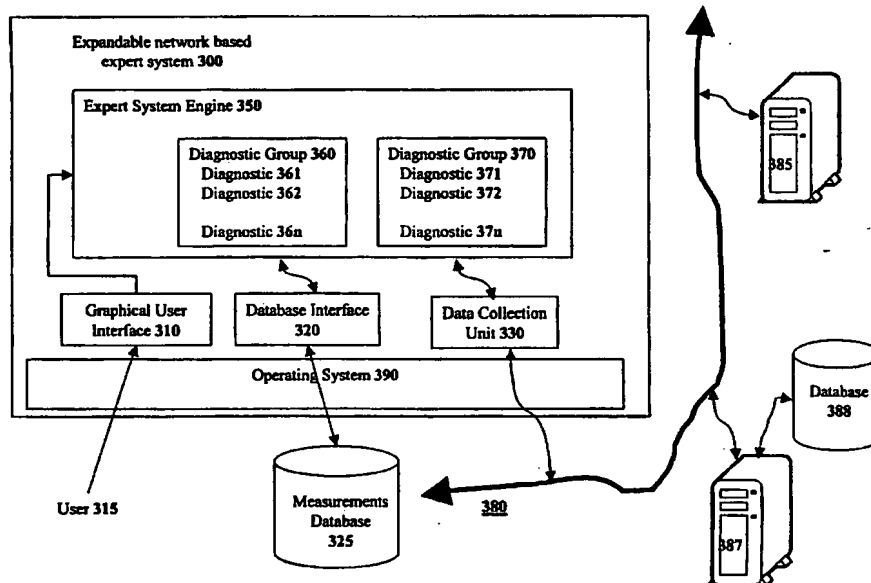 Expandable network based
expert system 300
Expert System Engine 350
Diagnostic Group 360
Diagnostic 361
Diagnostic 362
Diagnostic 36n
Diagnostic Group 370
Diagnostic 371
Diagnostic 372
Diagnostic 37n
385
Graphical User
Interface 310
Database Interface
320
Data Collection
Unit 330
Operating System 390
Database
388
User 315
Measurements
Database
325
380
387